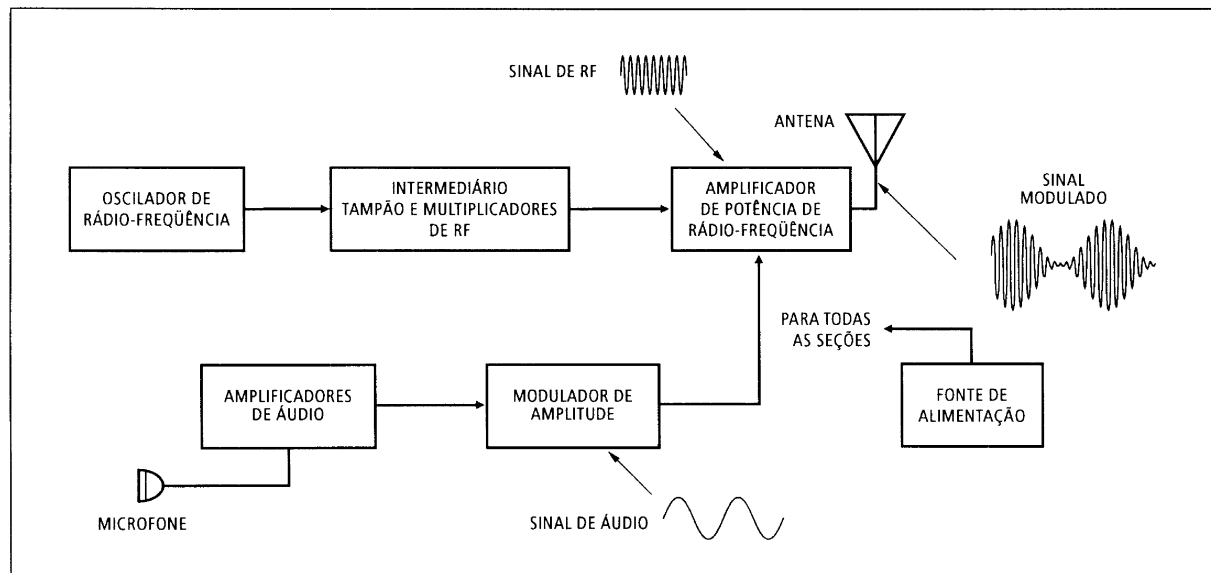 SINAL DE RF
ANTENA
SINAL
MODULADO
OSCILADOR DE
RÁDIO-FREQÜÊNCIA
INTERMEDIÁRIO
TAMPÃO E MULTIPLICADORES
DE RF
AMPLIFICADOR
DE POTÊNCIA DE
RÁDIO-FREQÜÊNCIA
PARA TODAS
AS SEÇÕES
AMPLIFICADORES
DE ÁUDIO
MODULADOR DE
AMPLITUDE
FONTE DE
ALIMENTAÇÃO
MICROFONE
SINAL DE ÁUDIO